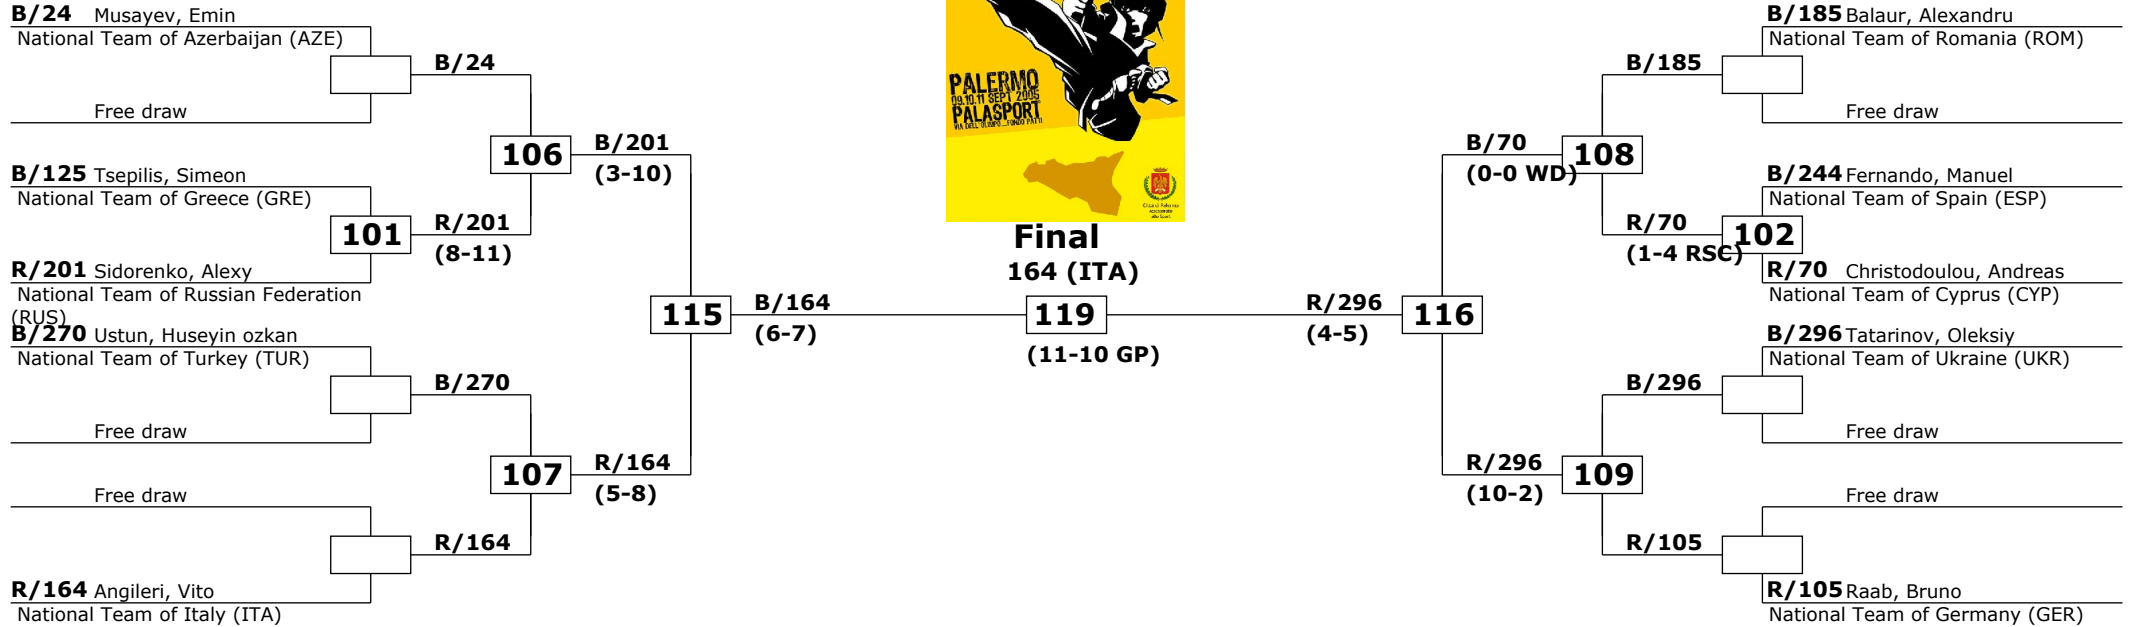 B/24 Musayev, Emin
National Team of Azerbaijan (AZE)
Free draw
B/24
B/125 Tsepilis, Simeon
National Team of Greece (GRE)
101
R/201
(8-11)
R/201 Sidorenko, Alexy
National Team of Russian Federation
(RUS)
106
B/201
(3-10)
B/270 Ustun, Huseyin ozkan
National Team of Turkey (TUR)
Free draw
B/270
Free draw
R/164
R/164 Angileri, Vito
National Team of Italy (ITA)
107
R/164
(5-8)
115
B/164
(6-7)
PALERMO
09.10.11 SEPT 2005
PALASPORT
Final
164 (ITA)
119
(11-10 GP)
R/296
(4-5)
116
B/70
(0-0 WD)
108
B/185
B/185 Balaur, Alexandru
National Team of Romania (ROM)
Free draw
B/244 Fernando, Manuel
National Team of Spain (ESP)
R/70
(1-4 RSC)
102
R/70 Christodoulou, Andreas
National Team of Cyprus (CYP)
R/296
(10-2)
109
B/296
B/296 Tatarinov, Oleksiy
National Team of Ukraine (UKR)
Free draw
Free draw
R/105
R/105 Raab, Bruno
National Team of Germany (GER)